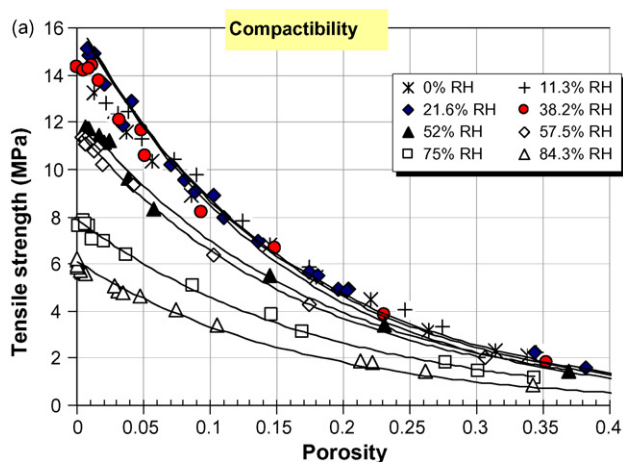 (a)
Compactibility
0% RH
11.3% RH
21.6% RH
38.2% RH
52% RH
57.5% RH
75% RH
84.3% RH
Tensile strength (MPa)
16
14
12
10
8
6
4
2
0
0 0.05 0.1 0.15 0.2 0.25 0.3 0.35 0.4
Porosity